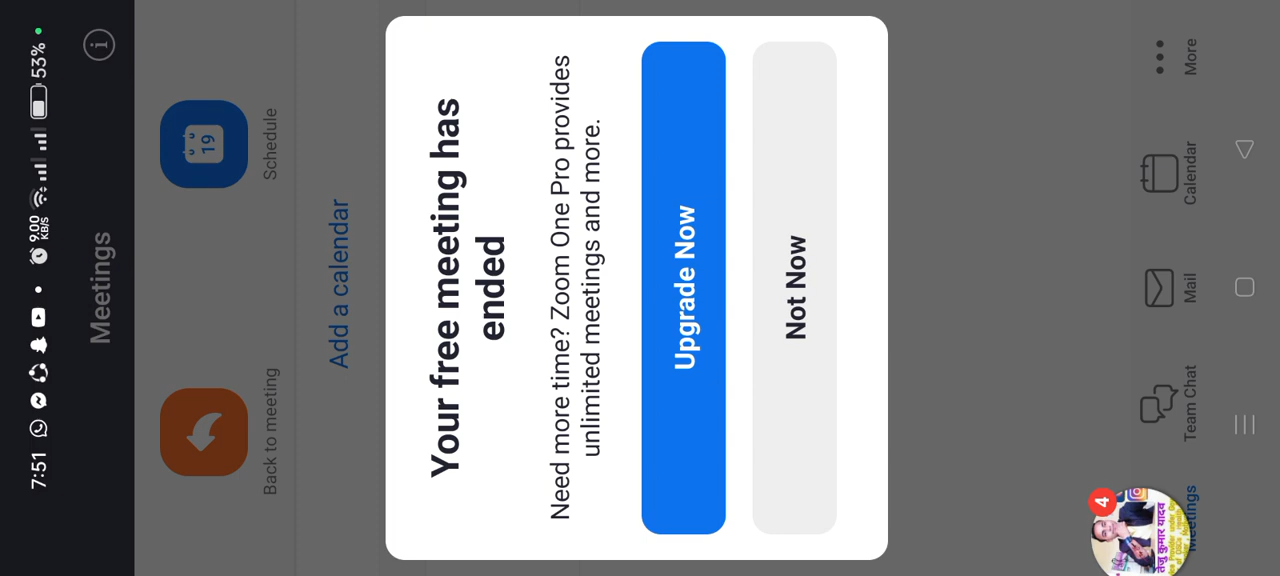 7:51
9.00
KB/S
53%
Meetings
Back to meeting
19
Schedule
Add a calendar
Your free meeting has
ended
Need more time? Zoom One Pro provides
unlimited meetings and more.
Upgrade Now
Not Now
Meetings
Team Chat
Mail
Calendar
More
4
तेजु कुमार यादव